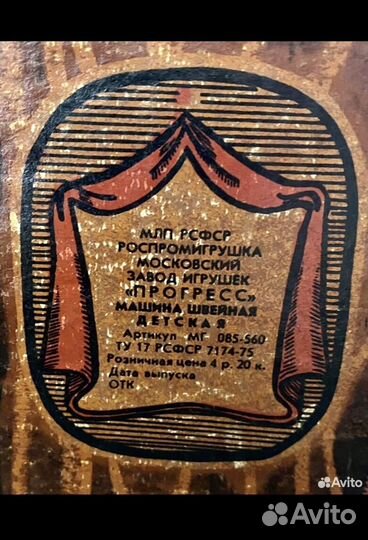 МЛП РСФСР
РОСПРОМИГРУШКА
МОСКОВСКИЙ
ЗАВОД ИГРУШЕК
«ПРОГРЕСС»
МАШИНА ШВЕЙНАЯ
ДЕТСКАЯ
Артикул МГ 085-560
ТУ 17 РСФСР 7174-75
Розничная цена 4 р. 20 к.
Дата выпуска
ОТК
Avito
Avito